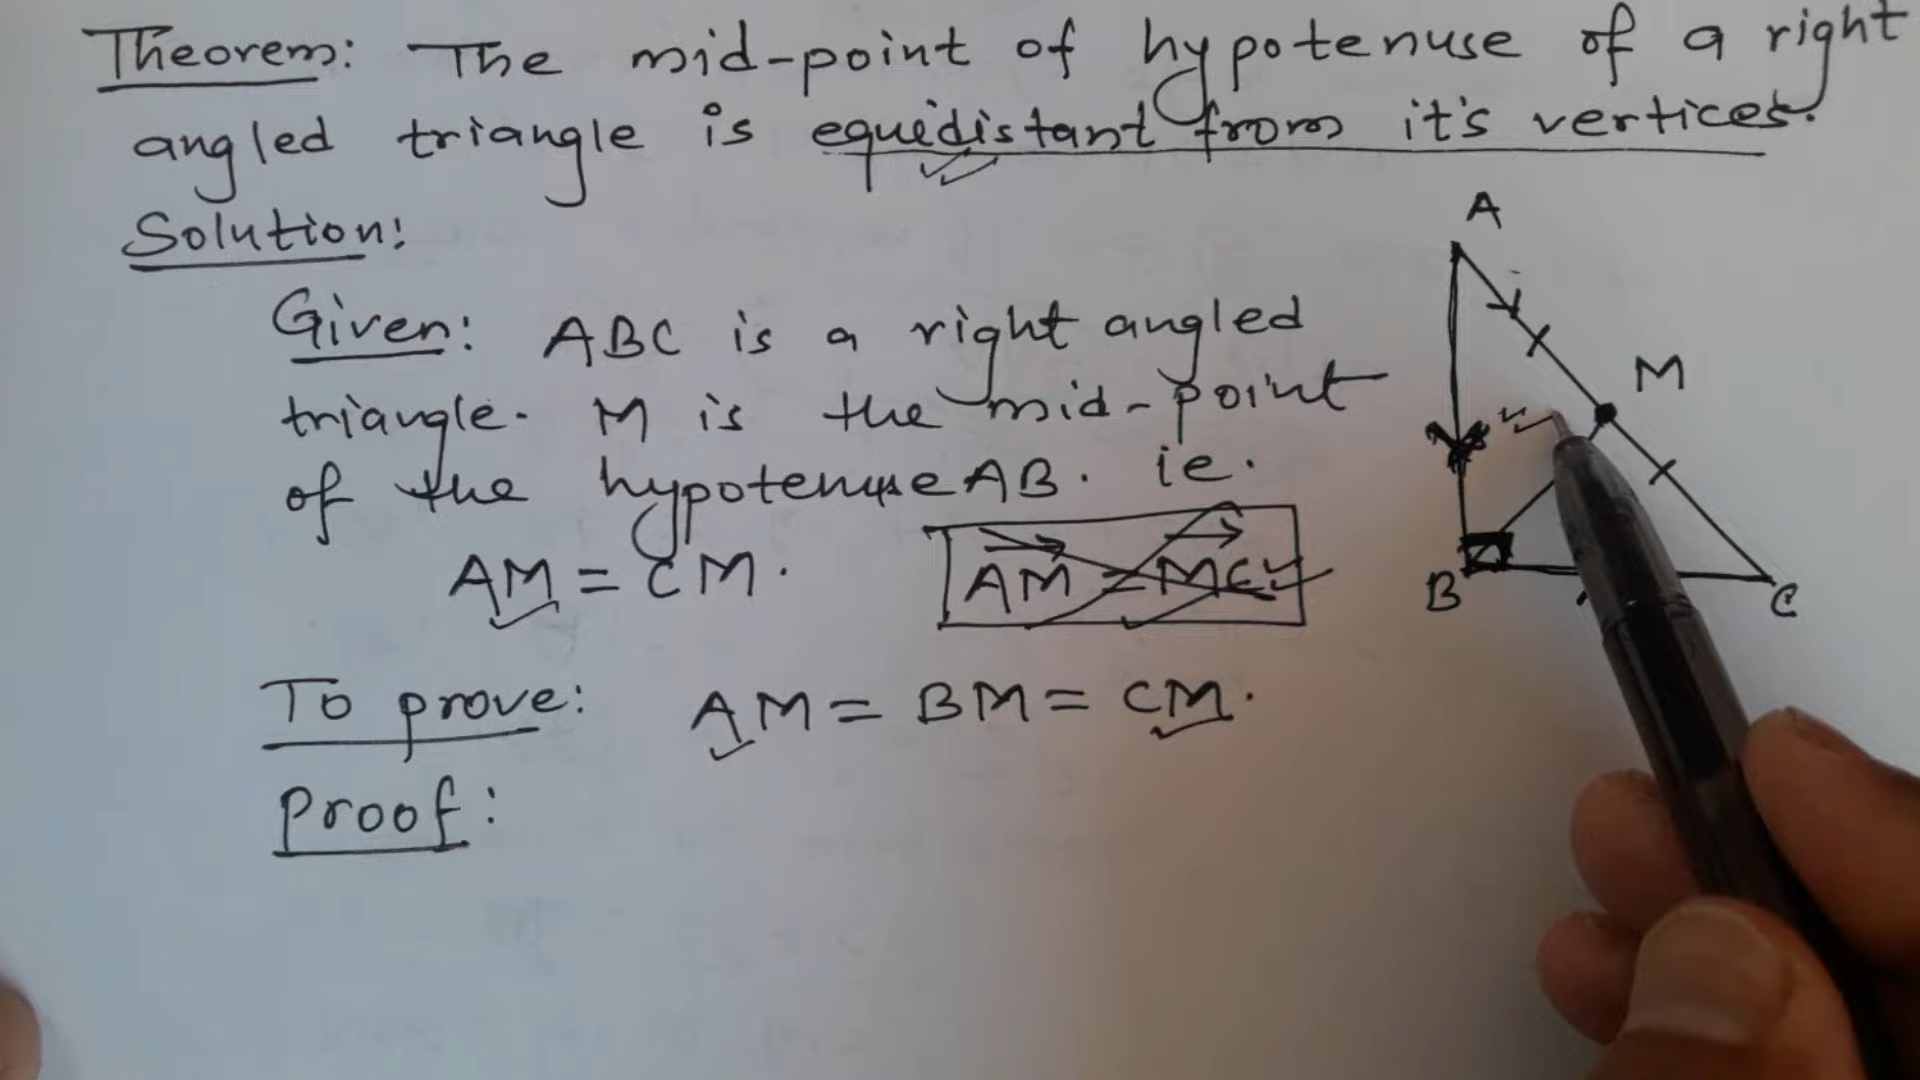 Theorem: The mid-point of hypotenuse of a right
angled triangle is equidistant from it's vertices.
Solution:
Given: ABC is a right angled
triangle. M is the mid-point
of the hypotenuse AB. ie.
AM = CM.
AM = MC
To prove: AM = BM = CM.
Proof:
A
M
B
C